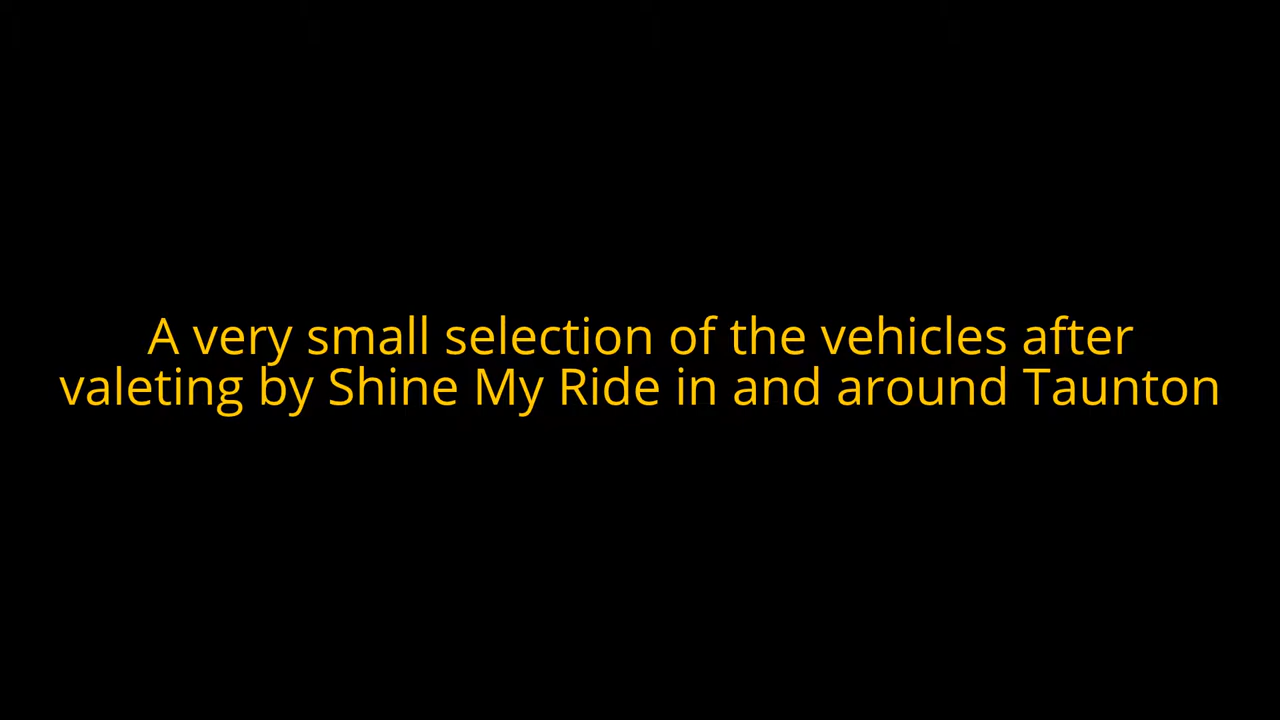 A very small selection of the vehicles after
valeting by Shine My Ride in and around Taunton